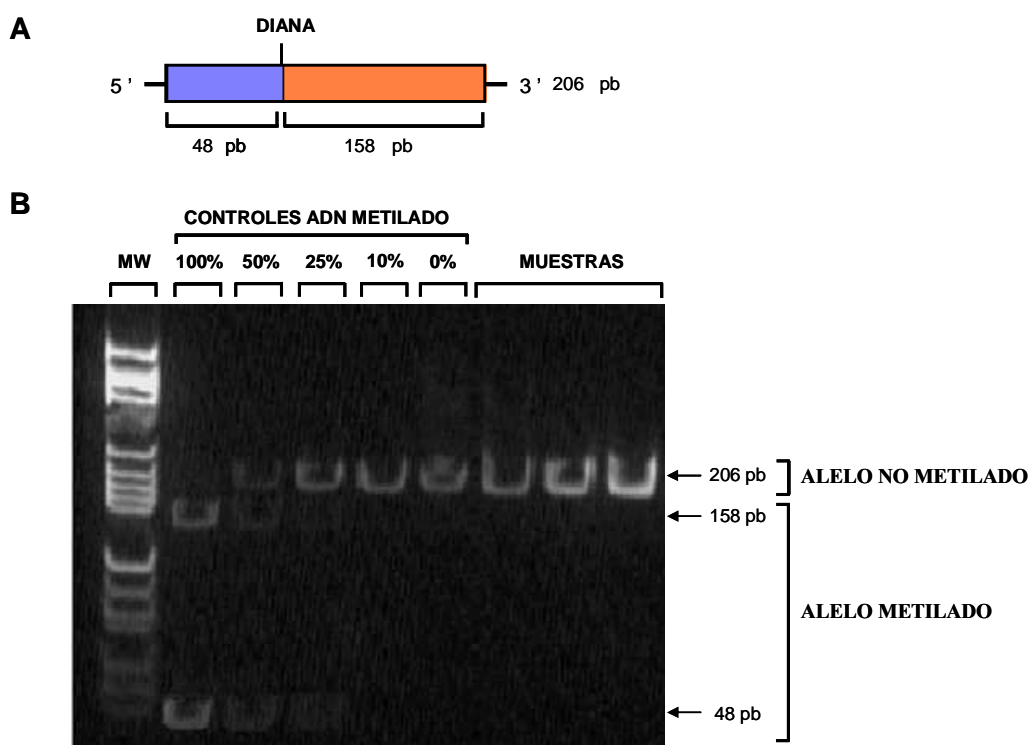 A
DIANA
5 ' 3 ' 206 pb
48 pb 158 pb
B
CONTROLES ADN METILADO
MW 100% 50% 25% 10% 0% MUESTRAS
206 pb ALELO NO METILADO
158 pb
ALELO METILADO
48 pb